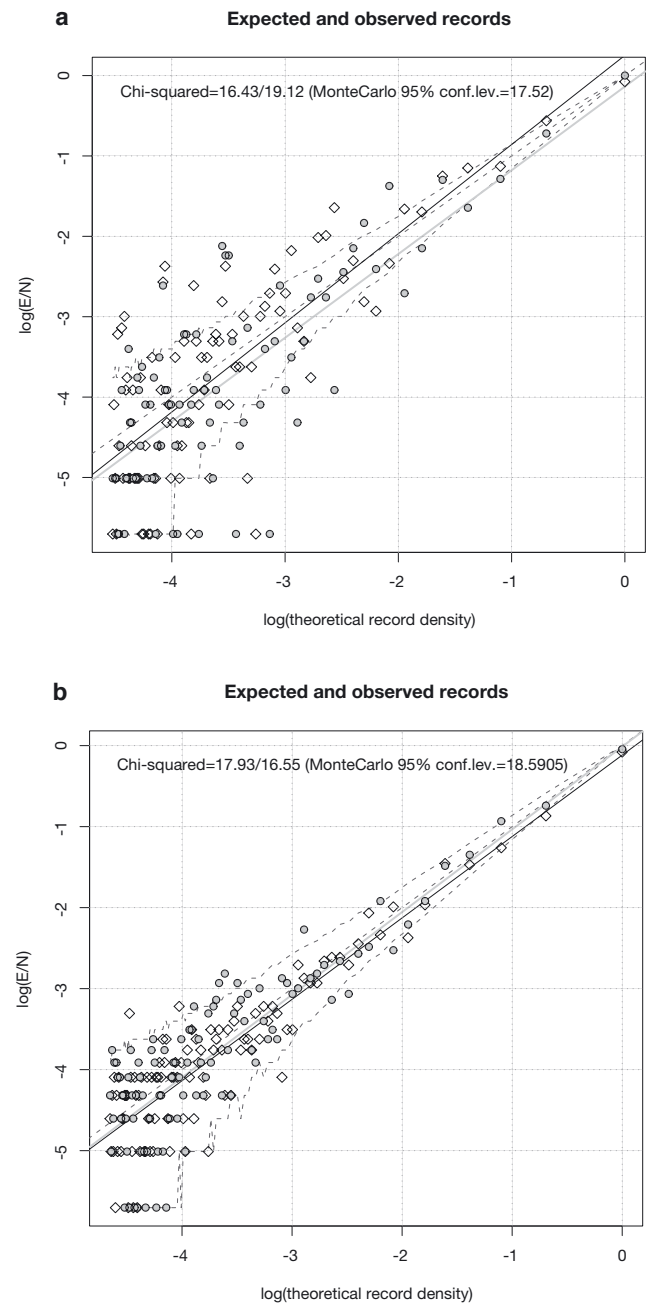 a
Expected and observed records
Chi-squared=16.43/19.12 (MonteCarlo 95% conf.lev.=17.52)
0
-1
-2
-3
-4
-5
log(E/N)
-4 -3 -2 -1 0
log(theoretical record density)
b
Expected and observed records
Chi-squared=17.93/16.55 (MonteCarlo 95% conf.lev.=18.5905)
0
-1
-2
-3
-4
-5
log(E/N)
-4 -3 -2 -1 0
log(theoretical record density)